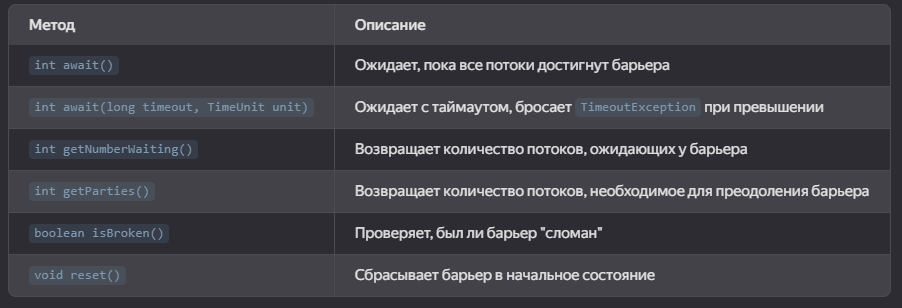 Метод Описание
int await() Ожидает, пока все потоки достигнут барьера
int await(long timeout, TimeUnit unit) Ожидает с таймаутом, бросает TimeoutException при превышении
int getNumberWaiting() Возвращает количество потоков, ожидающих у барьера
int getParties() Возвращает количество потоков, необходимое для преодоления барьера
boolean isBroken() Проверяет, был ли барьер "сломан"
void reset() Сбрасывает барьер в начальное состояние